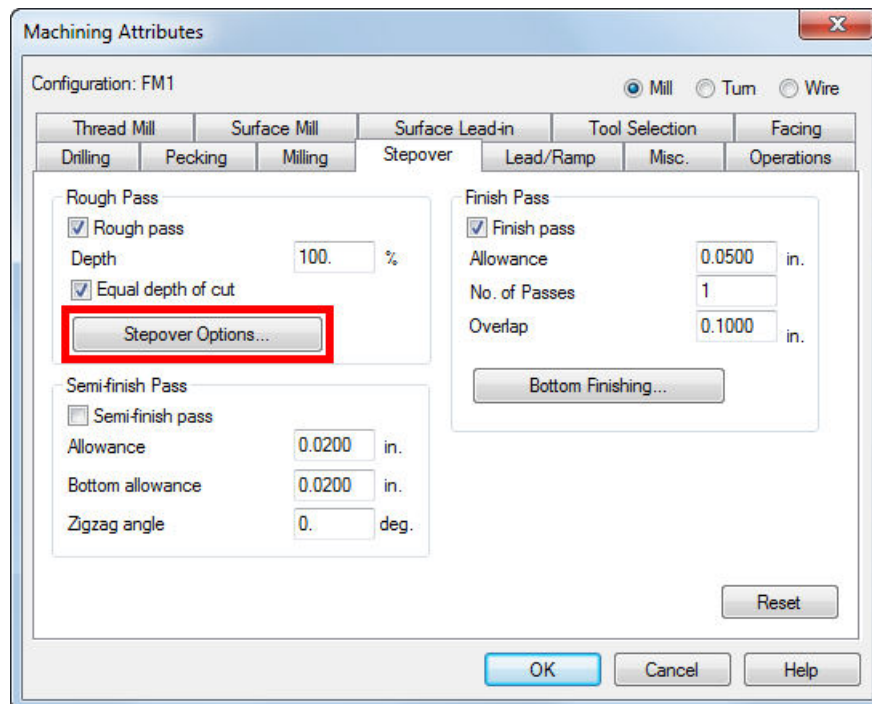 Machining Attributes
X
Configuration: FM1
Mill Turn Wire
Thread Mill Surface Mill Surface Lead-in Tool Selection Facing
Drilling Pecking Milling Stepover Lead/Ramp Misc. Operations
Rough Pass
Rough pass
Depth 100. %
Equal depth of cut
Stepover Options...
Semi-finish Pass
Semi-finish pass
Allowance 0.0200 in.
Bottom allowance 0.0200 in.
Zigzag angle 0. deg.
Finish Pass
Finish pass
Allowance 0.0500 in.
No. of Passes 1
Overlap 0.1000 in.
Bottom Finishing...
Reset
OK Cancel Help